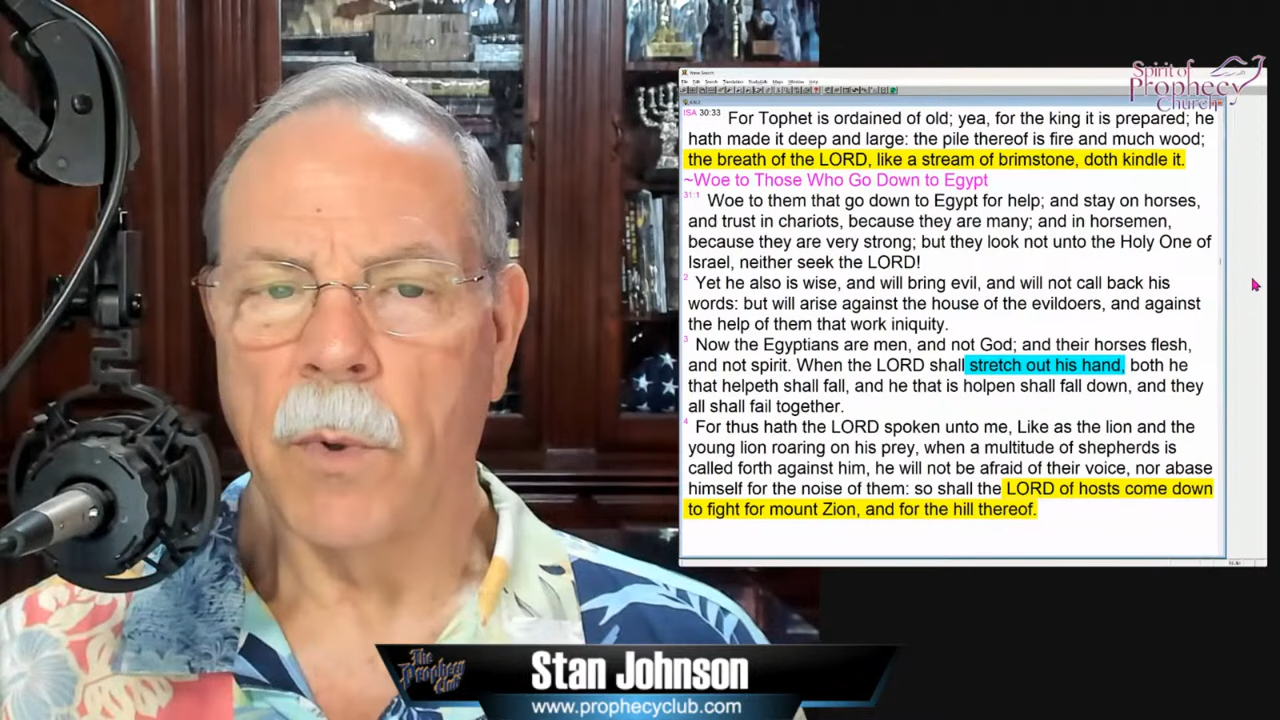 Spirit of
Prophecy
Church
ISA 30:33 For Tophet is ordained of old; yea, for the king it is prepared; he
hath made it deep and large: the pile thereof is fire and much wood;
the breath of the LORD, like a stream of brimstone, doth kindle it.
~Woe to Those Who Go Down to Egypt
31:1 Woe to them that go down to Egypt for help; and stay on horses,
and trust in chariots, because they are many; and in horsemen,
because they are very strong; but they look not unto the Holy One of
Israel, neither seek the LORD!
2 Yet he also is wise, and will bring evil, and will not call back his
words: but will arise against the house of the evildoers, and against
the help of them that work iniquity.
3 Now the Egyptians are men, and not God; and their horses flesh,
and not spirit. When the LORD shall stretch out his hand, both he
that helpeth shall fall, and he that is holpen shall fall down, and they
all shall fail together.
4 For thus hath the LORD spoken unto me, Like as the lion and the
young lion roaring on his prey, when a multitude of shepherds is
called forth against him, he will not be afraid of their voice, nor abase
himself for the noise of them: so shall the LORD of hosts come down
to fight for mount Zion, and for the hill thereof.
The
Prophecy
Club
Stan Johnson
www.prophecyclub.com